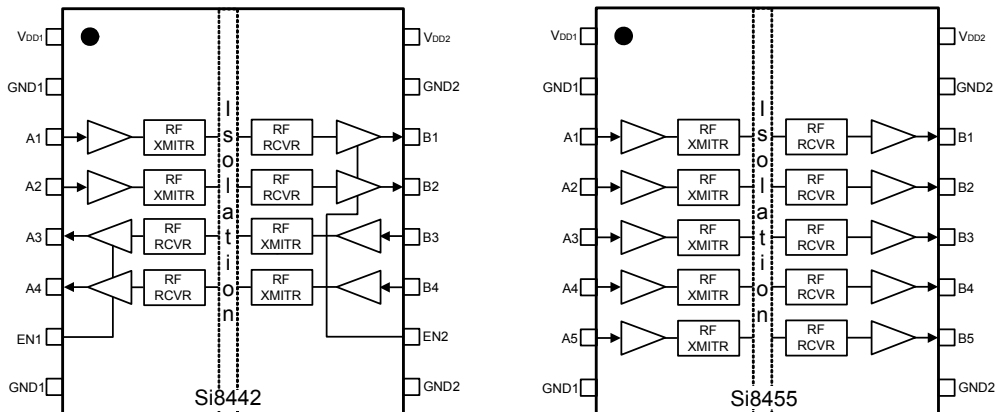 VDD1
VDD2
GND1
GND2
A1
RF
XMITR
RF
RCVR
B1
A2
RF
XMITR
RF
RCVR
B2
A3
RF
RCVR
RF
XMITR
B3
A4
RF
RCVR
RF
XMITR
B4
EN1
EN2
GND1
GND2
Isolation
Si8442
VDD1
VDD2
GND1
GND2
A1
RF
XMITR
RF
RCVR
B1
A2
RF
XMITR
RF
RCVR
B2
A3
RF
XMITR
RF
RCVR
B3
A4
RF
XMITR
RF
RCVR
B4
A5
RF
XMITR
RF
RCVR
B5
GND1
GND2
Isolation
Si8455